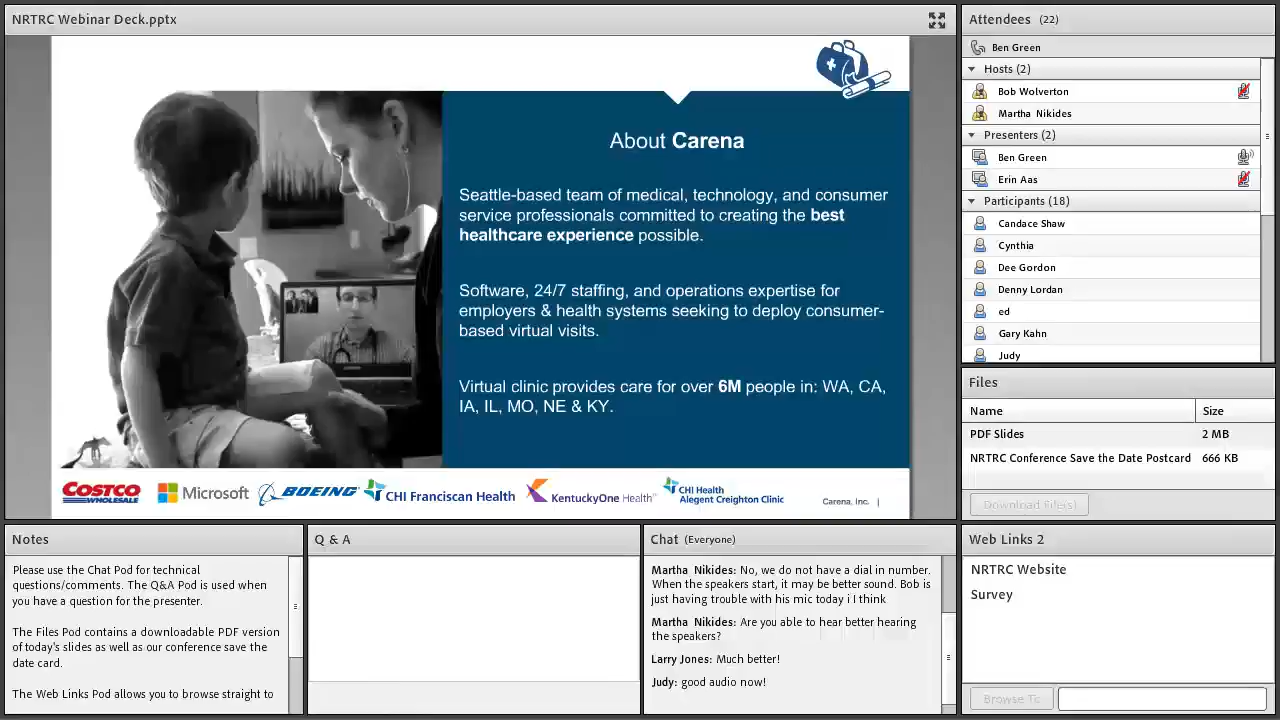 NRTRC Webinar Deck.pptx
About Carena
Seattle-based team of medical, technology, and consumer
service professionals committed to creating the best
healthcare experience possible.
Software, 24/7 staffing, and operations expertise for
employers & health systems seeking to deploy consumer-
based virtual visits.
Virtual clinic provides care for over 6M people in: WA, CA,
IA, IL, MO, NE & KY.
COSTCO
WHOLESALE
Microsoft
BOEING
CHI Franciscan Health
KentuckyOne Health
CHI Health
Alegent Creighton Clinic
Carena, Inc. |
Attendees (22)
Ben Green
Hosts (2)
Bob Wolverton
Martha Nikides
Presenters (2)
Ben Green
Erin Aas
Participants (18)
Candace Shaw
Cynthia
Dee Gordon
Denny Lordan
ed
Gary Kahn
Judy
Files
Name Size
PDF Slides 2 MB
NRTRC Conference Save the Date Postcard 666 KB
Download File(s)
Notes
Please use the Chat Pod for technical
questions/comments. The Q&A Pod is used when
you have a question for the presenter.
The Files Pod contains a downloadable PDF version
of today's slides as well as our conference save the
date card.
The Web Links Pod allows you to browse straight to
Q & A
Chat (Everyone)
Martha Nikides: No, we do not have a dial in number.
When the speakers start, it may be better sound. Bob is
just having trouble with his mic today i I think
Martha Nikides: Are you able to hear better hearing
the speakers?
Larry Jones: Much better!
Judy: good audio now!
Web Links 2
NRTRC Website
Survey
Browse To